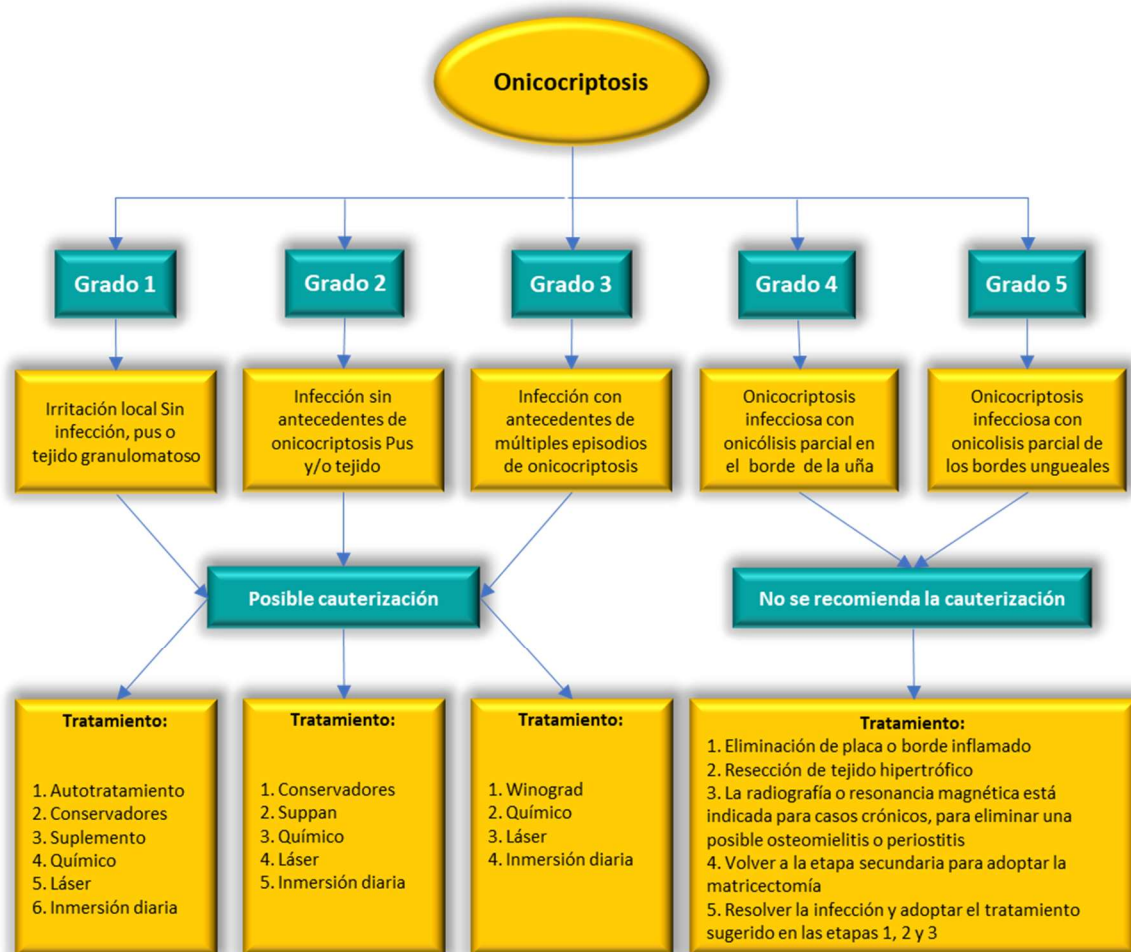 Onicocriptosis
Grado 1
Grado 2
Grado 3
Grado 4
Grado 5
Irritación local Sin
infección, pus o
tejido granulomatoso
Infección sin
antecedentes de
onicocriptosis Pus
y/o tejido
Infección con
antecedentes de
múltiples episodios
de onicocriptosis
Onicocriptosis
infecciosa con
onicólisis parcial en
el borde de la uña
Onicocriptosis
infecciosa con
onicolisis parcial de
los bordes ungueales
Posible cauterización
No se recomienda la cauterización
Tratamiento:
1. Autotratamiento
2. Conservadores
3. Suplemento
4. Químico
5. Láser
6. Inmersión diaria
Tratamiento:
1. Conservadores
2. Suppan
3. Químico
4. Láser
5. Inmersión diaria
Tratamiento:
1. Winograd
2. Químico
3. Láser
4. Inmersión diaria
Tratamiento:
1. Eliminación de placa o borde inflamado
2. Resección de tejido hipertrófico
3. La radiografía o resonancia magnética está
indicada para casos crónicos, para eliminar una
posible osteomielitis o periostitis
4. Volver a la etapa secundaria para adoptar la
matricectomía
5. Resolver la infección y adoptar el tratamiento
sugerido en las etapas 1, 2 y 3